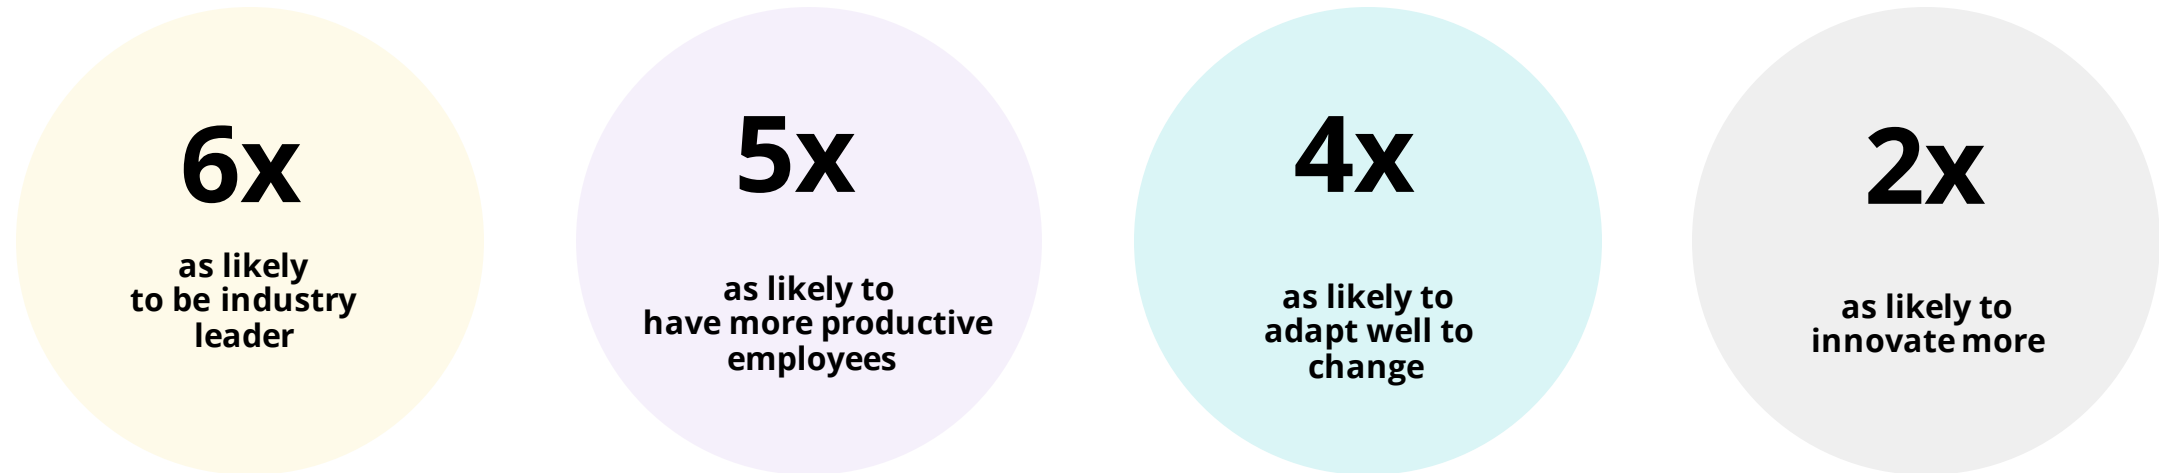 6x
as likely
to be industry
leader
5x
as likely to
have more productive
employees
4x
as likely to
adapt well to
change
2x
as likely to
innovate more